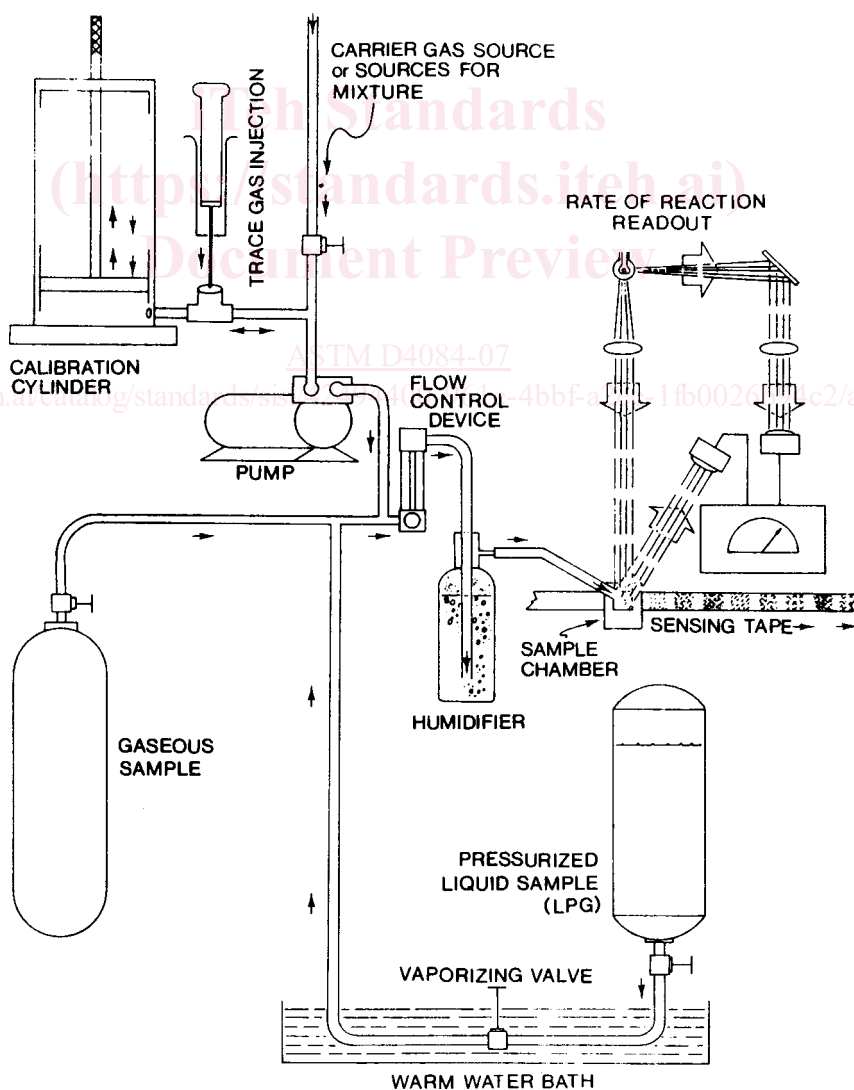 CARRIER GAS SOURCE
or SOURCES FOR
MIXTURE
TRACE GAS INJECTION
iTeh Standards
(https://standards.iteh.ai)
Document Preview
RATE OF REACTION
READOUT
ASTM D4084-07
CALIBRATION
CYLINDER
FLOW
CONTROL
DEVICE
PUMP
SENSING TAPE
SAMPLE
CHAMBER
HUMIDIFIER
GASEOUS
SAMPLE
PRESSURIZED
LIQUID SAMPLE
(LPG)
VAPORIZING VALVE
WARM WATER BATH